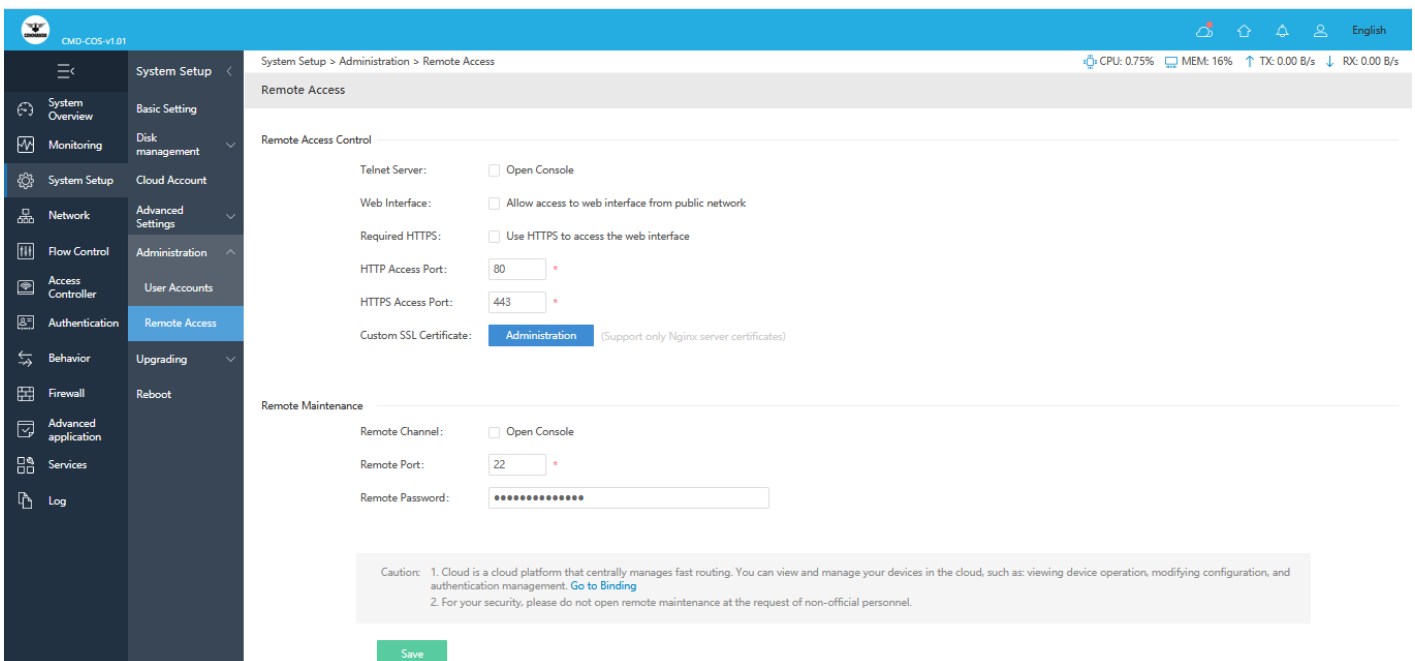 COMMANDO
CMD-COS-v1.01
English
System Setup
System Setup > Administration > Remote Access
CPU: 0.75% MEM: 16% TX: 0.00 B/s RX: 0.00 B/s
Remote Access
System Overview
Monitoring
System Setup
Network
Flow Control
Access Controller
Authentication
Behavior
Firewall
Advanced application
Services
Log
Basic Setting
Disk management
Cloud Account
Advanced Settings
Administration
User Accounts
Remote Access
Upgrading
Reboot
Remote Access Control
Telnet Server: Open Console
Web Interface: Allow access to web interface from public network
Required HTTPS: Use HTTPS to access the web interface
HTTP Access Port: 80 *
HTTPS Access Port: 443 *
Custom SSL Certificate: Administration (Support only Nginx server certificates)
Remote Maintenance
Remote Channel: Open Console
Remote Port: 22 *
Remote Password: ••••••••••••••
Caution: 1. Cloud is a cloud platform that centrally manages fast routing. You can view and manage your devices in the cloud, such as: viewing device operation, modifying configuration, and
authentication management. Go to Binding
2. For your security, please do not open remote maintenance at the request of non-official personnel.
Save